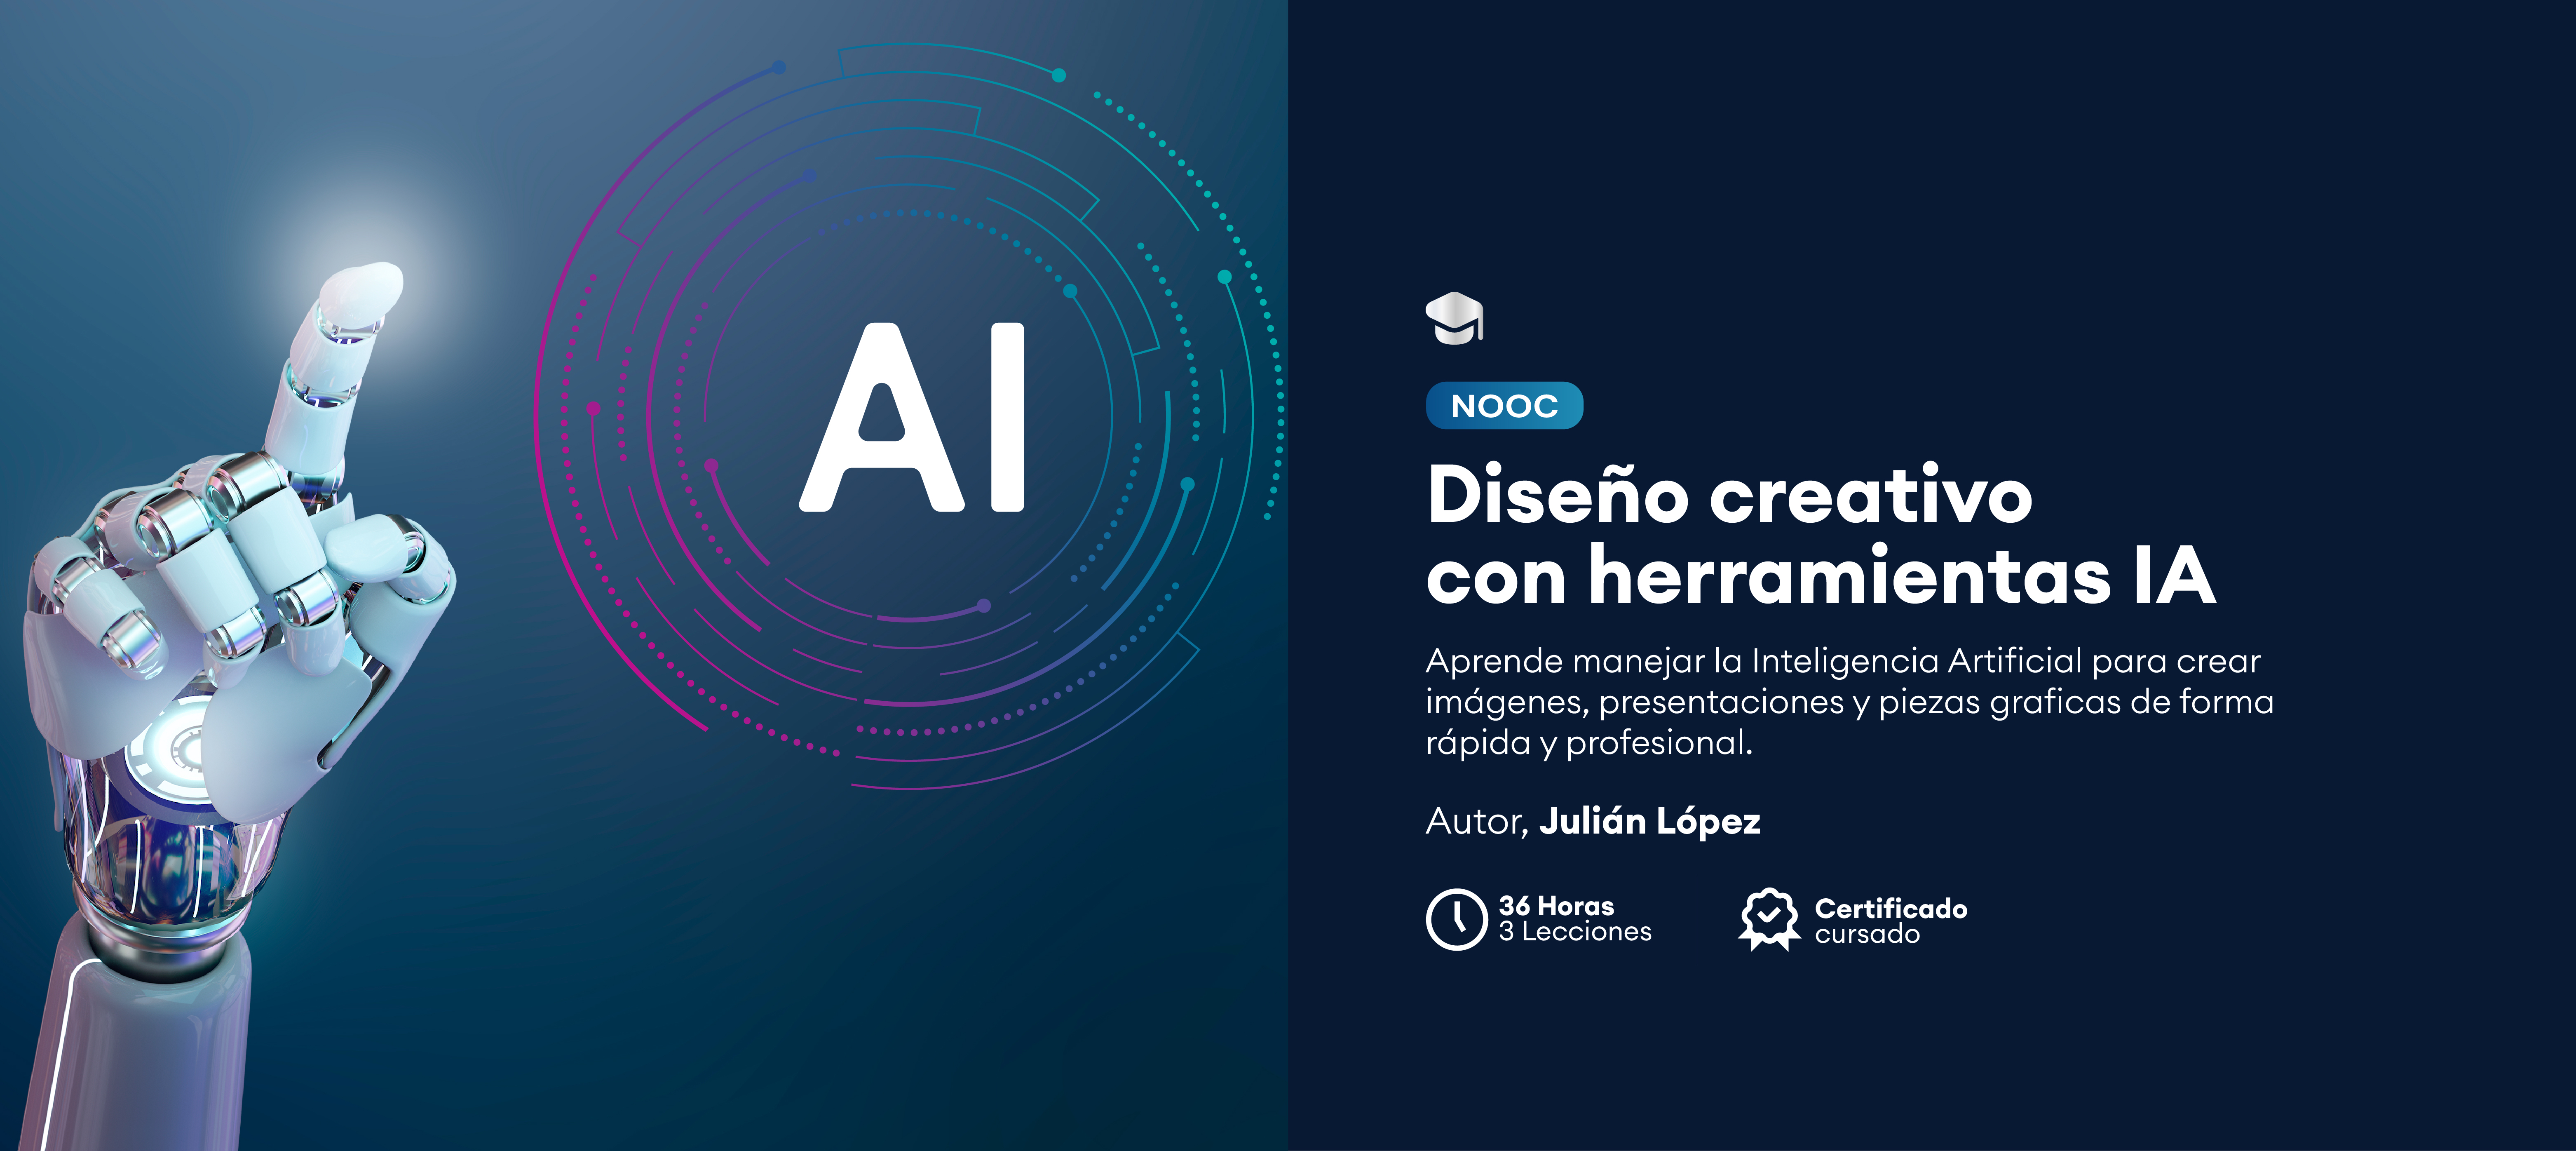 AI
NOOC
Diseño creativo
con herramientas IA
Aprende manejar la Inteligencia Artificial para crear
imágenes, presentaciones y piezas graficas de forma
rápida y profesional.
Autor, Julián López
36 Horas
3 Lecciones
Certificado
cursado